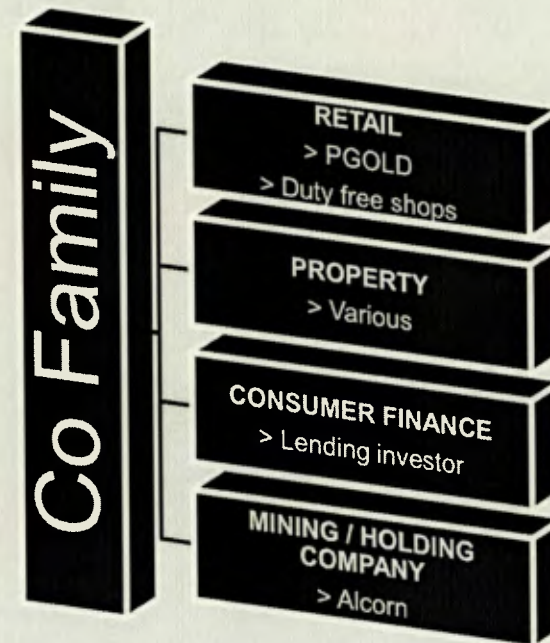 Co Family
RETAIL
> PGOLD
> Duty free shops
PROPERTY
> Various
CONSUMER FINANCE
> Lending investor
MINING / HOLDING
COMPANY
> Alcorn